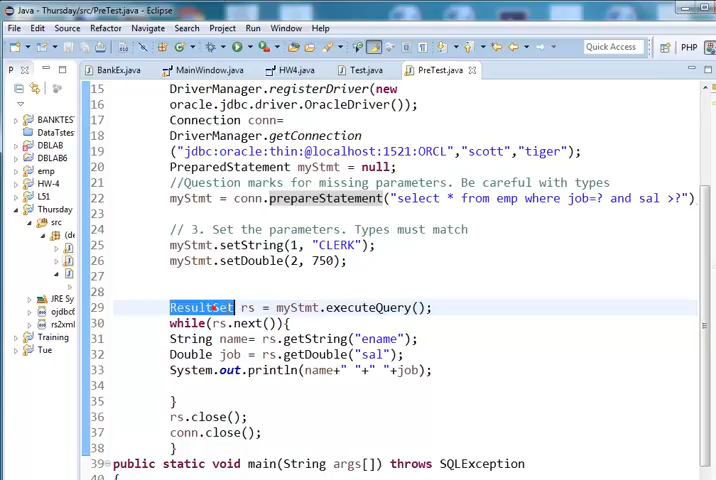 Java - Thursday/src/PreTest.java - Eclipse
File Edit Source Refactor Navigate Search Project Run Window Help
Quick Access PHP
P BankEx.java MainWindow.java HW4.java Test.java PreTest.java
BANKTES
DataTstes
DBLAB
DBLAB6
emp
HW-4
L51
Thursday
src
(de
JRE Sy
ojdbc
rs2xml
Training
Tue
15 DriverManager.registerDriver(new
16 oracle.jdbc.driver.OracleDriver());
17 Connection conn=
18 DriverManager.getConnection
19 ("jdbc:oracle:thin:@localhost:1521:ORCL","scott","tiger");
20 PreparedStatement myStmt = null;
21 //Question marks for missing parameters. Be careful with types
22 myStmt = conn.prepareStatement("select * from emp where job=? and sal >?")
23
24 // 3. Set the parameters. Types must match
25 myStmt.setString(1, "CLERK");
26 myStmt.setDouble(2, 750);
27
28
29 ResultSet rs = myStmt.executeQuery();
30 while(rs.next()){
31 String name= rs.getString("ename");
32 Double job = rs.getDouble("sal");
33 System.out.println(name+" "+" "+job);
34
35 }
36 rs.close();
37 conn.close();
38 }
39 public static void main(String args[]) throws SQLException
40 {